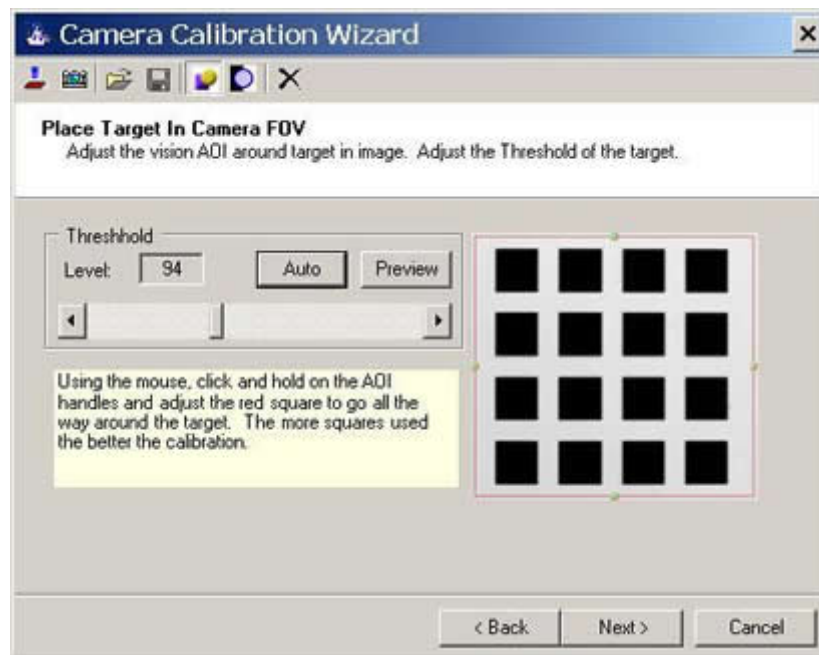 Camera Calibration Wizard
Place Target In Camera FOV
Adjust the vision AOI around target in image. Adjust the Threshold of the target.
Threshhold
Level:
94
Auto
Preview
Using the mouse, click and hold on the AOI
handles and adjust the red square to go all the
way around the target. The more squares used
the better the calibration.
< Back
Next >
Cancel